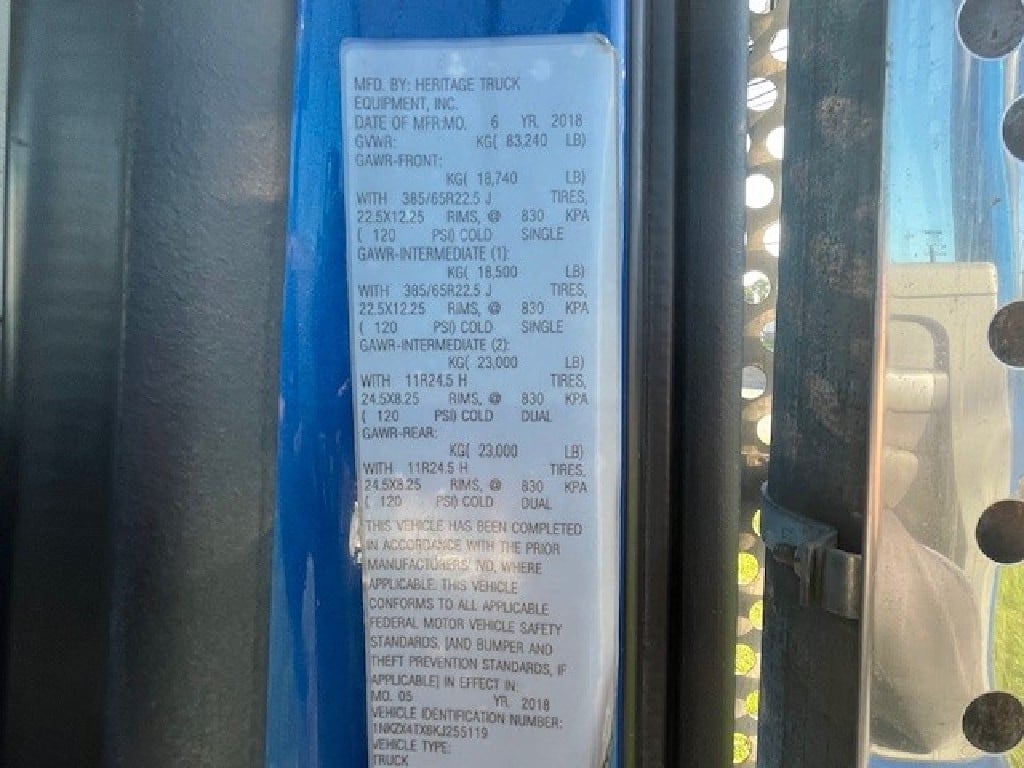 MFD. BY: HERITAGE TRUCK
EQUIPMENT, INC.
DATE OF MFR:MO. 6 YR. 2018
GVWR: KG( 83,240 LB)
GAWR-FRONT:
KG( 18,740 LB)
WITH 385/65R22.5 J TIRES,
22.5X12.25 RIMS, @ 830 KPA
( 120 PSI) COLD SINGLE
GAWR-INTERMEDIATE (1):
KG( 18,500 LB)
WITH 385/65R22.5 J TIRES,
22.5X12.25 RIMS, @ 830 KPA
( 120 PSI) COLD SINGLE
GAWR-INTERMEDIATE (2):
KG( 23,000 LB)
WITH 11R24.5 H TIRES,
24.5X8.25 RIMS, @ 830 KPA
( 120 PSI) COLD DUAL
GAWR-REAR:
KG( 23,000 LB)
WITH 11R24.5 H TIRES,
24.5X8.25 RIMS, @ 830 KPA
( 120 PSI) COLD DUAL
THIS VEHICLE HAS BEEN COMPLETED
IN ACCORDANCE WITH THE PRIOR
MANUFACTURERS' NO, WHERE
APPLICABLE. THIS VEHICLE
CONFORMS TO ALL APPLICABLE
FEDERAL MOTOR VEHICLE SAFETY
STANDARDS, [AND BUMPER AND
THEFT PREVENTION STANDARDS, IF
APPLICABLE] IN EFFECT IN
MO. 05 YR. 2018
VEHICLE IDENTIFICATION NUMBER:
1NKZX4TX6KJ255119
VEHICLE TYPE:
TRUCK